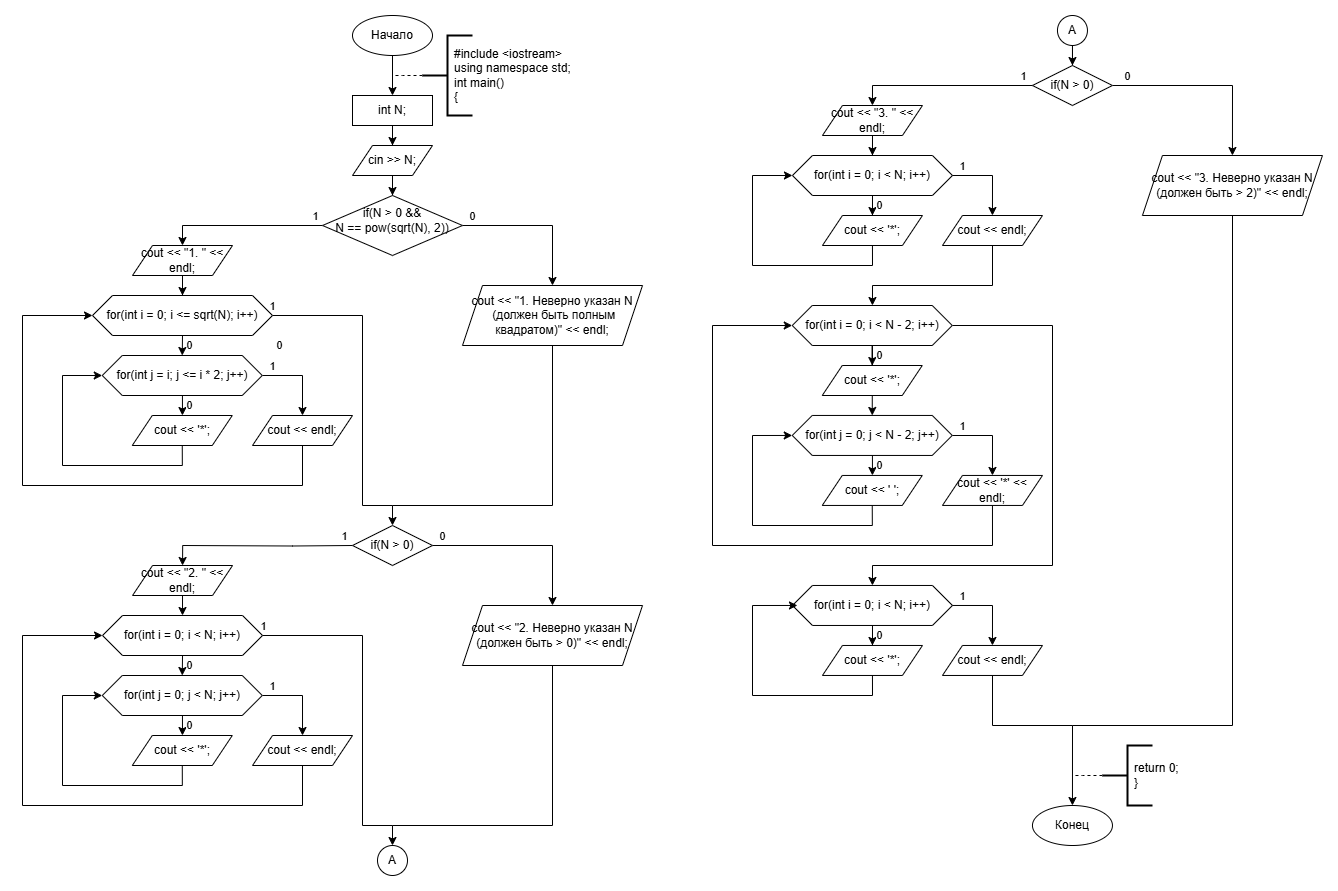 Начало
#include <iostream>
using namespace std;
int main()
{
int N;
cin >> N;
if(N > 0 &&
N == pow(sqrt(N), 2))
1
0
cout << "1. " <<
endl;
for(int i = 0; i <= sqrt(N); i++)
1
0
0
for(int j = i; j <= i * 2; j++)
1
0
cout << '*';
cout << endl;
cout << "1. Неверно указан N
(должен быть полным
квадратом)" << endl;
if(N > 0)
1
0
cout << "2. " <<
endl;
for(int i = 0; i < N; i++)
1
0
for(int j = 0; j < N; j++)
1
0
cout << '*';
cout << endl;
cout << "2. Неверно указан N
(должен быть > 0)" << endl;
A
A
if(N > 0)
1
0
cout << "3. " <<
endl;
for(int i = 0; i < N; i++)
1
0
cout << '*';
cout << endl;
cout << "3. Неверно указан N
(должен быть > 2)" << endl;
for(int i = 0; i < N - 2; i++)
0
cout << '*';
for(int j = 0; j < N - 2; j++)
1
0
cout << ' ';
cout << '*' <<
endl;
for(int i = 0; i < N; i++)
1
0
cout << '*';
cout << endl;
return 0;
}
Конец